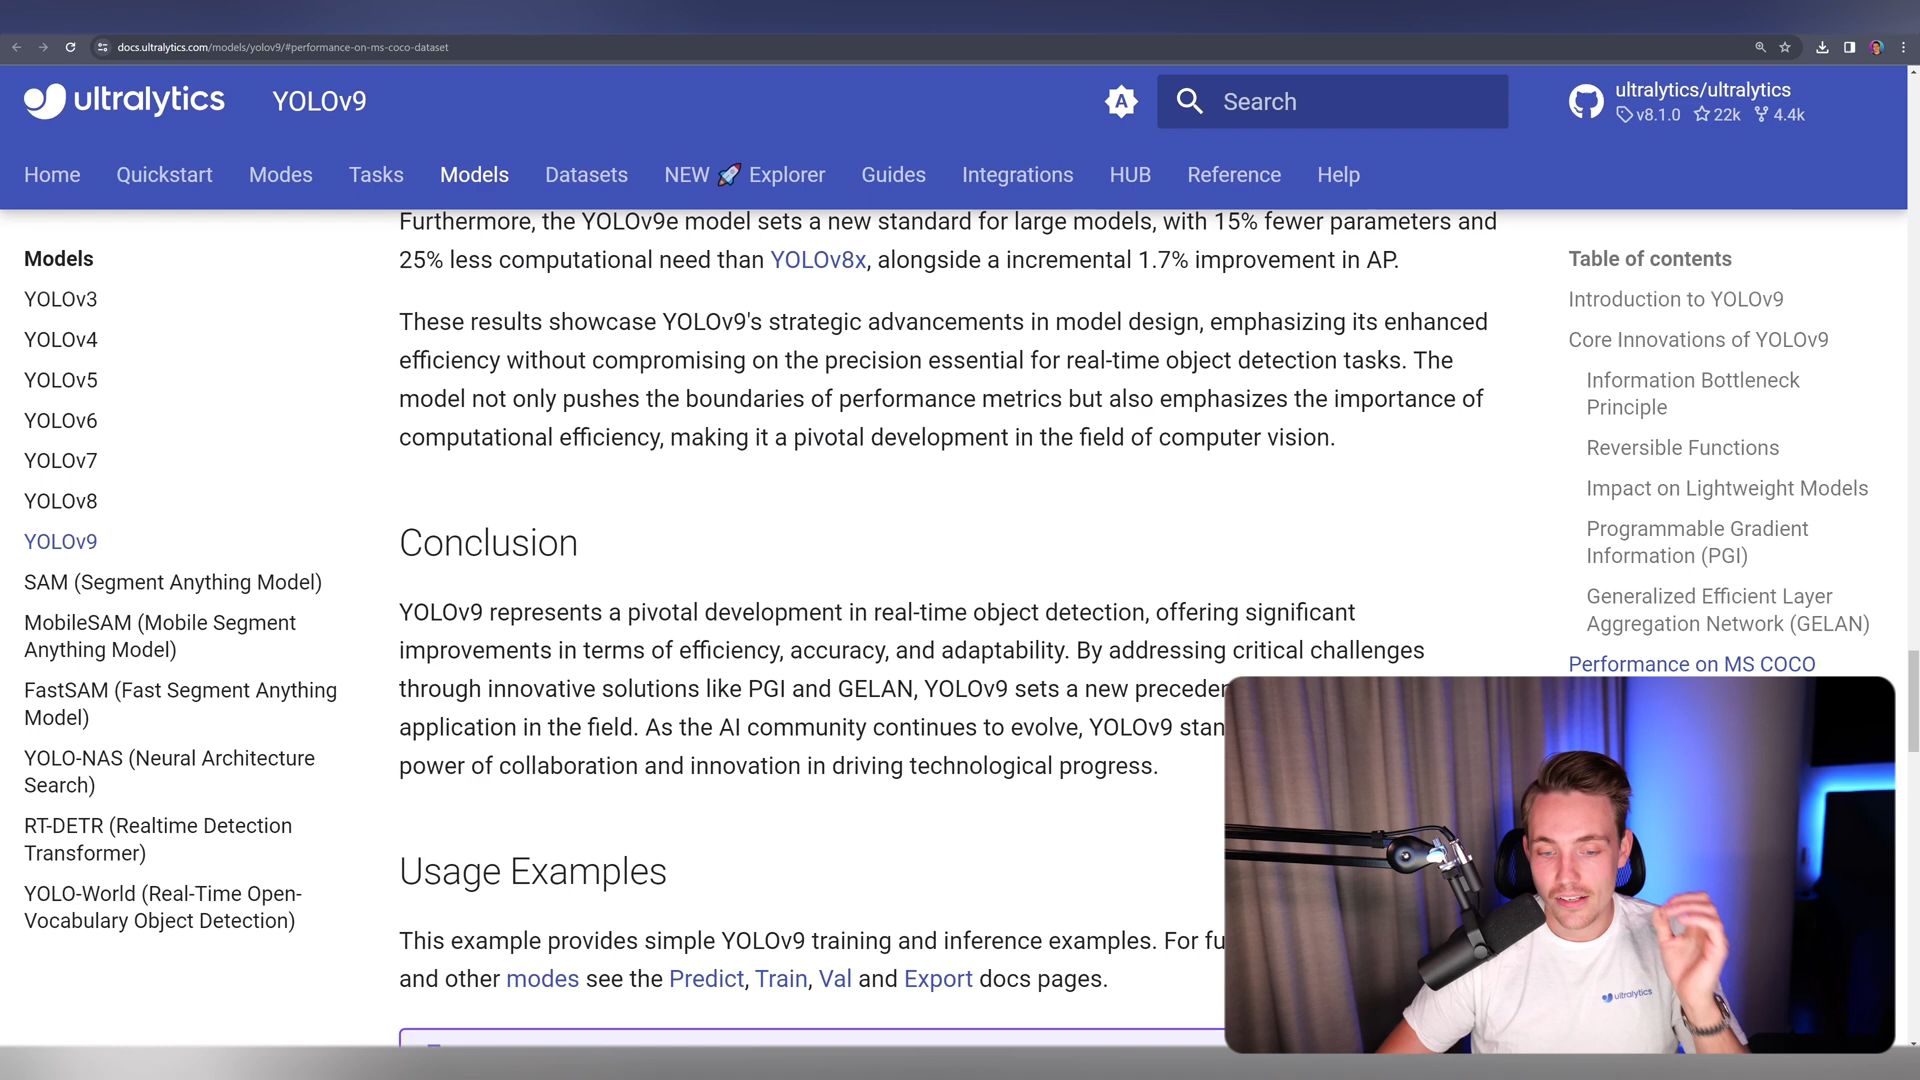 docs.ultralytics.com/models/yolov9/#performance-on-ms-coco-dataset
ultralytics
YOLOv9
A
Search
ultralytics/ultralytics
v8.1.0 22k 4.4k
Home
Quickstart
Modes
Tasks
Models
Datasets
NEW 🚀 Explorer
Guides
Integrations
HUB
Reference
Help
Models
YOLOv3
YOLOv4
YOLOv5
YOLOv6
YOLOv7
YOLOv8
YOLOv9
SAM (Segment Anything Model)
MobileSAM (Mobile Segment
Anything Model)
FastSAM (Fast Segment Anything
Model)
YOLO-NAS (Neural Architecture
Search)
RT-DETR (Realtime Detection
Transformer)
YOLO-World (Real-Time Open-
Vocabulary Object Detection)
Furthermore, the YOLOv9e model sets a new standard for large models, with 15% fewer parameters and
25% less computational need than YOLOv8x, alongside a incremental 1.7% improvement in AP.
These results showcase YOLOv9's strategic advancements in model design, emphasizing its enhanced
efficiency without compromising on the precision essential for real-time object detection tasks. The
model not only pushes the boundaries of performance metrics but also emphasizes the importance of
computational efficiency, making it a pivotal development in the field of computer vision.
Conclusion
YOLOv9 represents a pivotal development in real-time object detection, offering significant
improvements in terms of efficiency, accuracy, and adaptability. By addressing critical challenges
through innovative solutions like PGI and GELAN, YOLOv9 sets a new
application in the field. As the AI community continues to evolve, YOLOv9
power of collaboration and innovation in driving technological progress.
Usage Examples
This example provides simple YOLOv9 training and inference examples. For
and other modes see the Predict, Train, Val and Export docs pages.
Table of contents
Introduction to YOLOv9
Core Innovations of YOLOv9
Information Bottleneck
Principle
Reversible Functions
Impact on Lightweight Models
Programmable Gradient
Information (PGI)
Generalized Efficient Layer
Aggregation Network (GELAN)
Performance on MS COCO
ultralytics